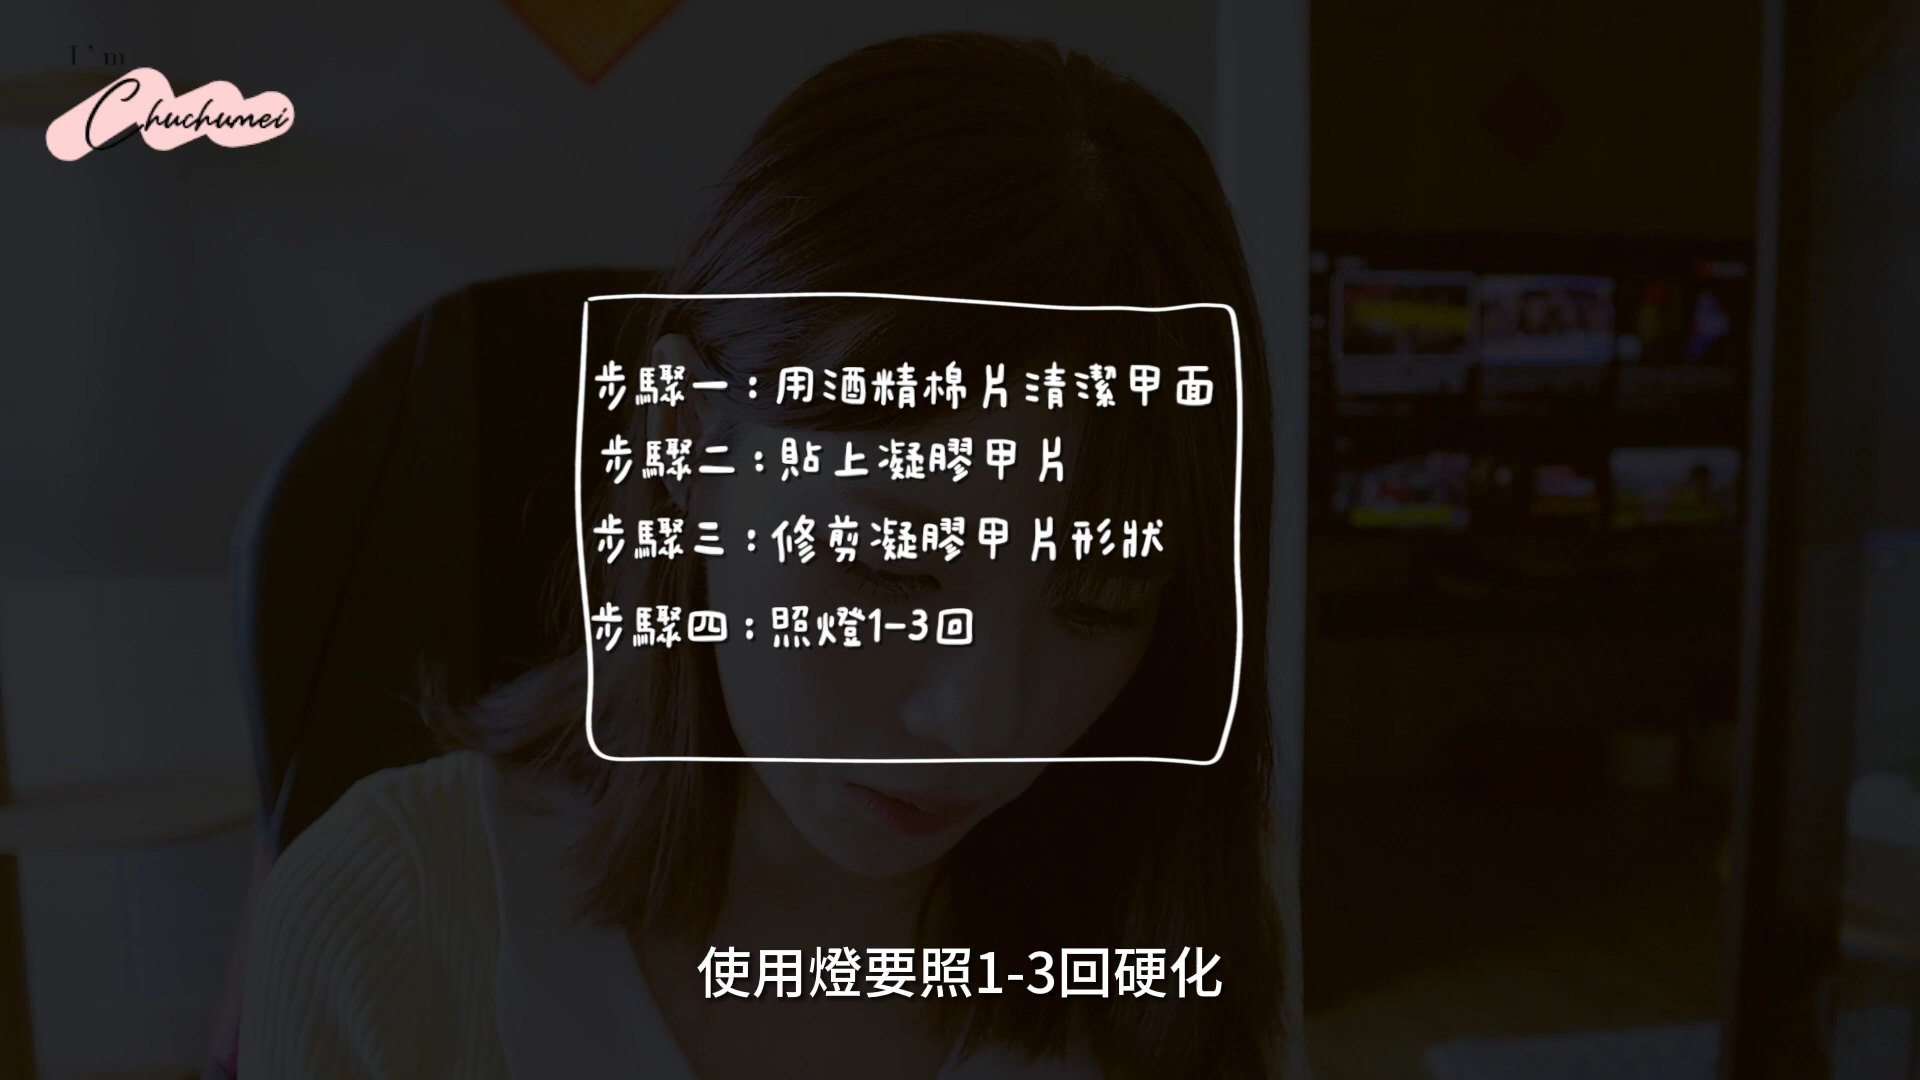 I'm
Chuchumei
步驟一：用酒精棉片清潔甲面
步驟二：貼上凝膠甲片
步驟三：修剪凝膠甲片形狀
步驟四：照燈1-3回
使用燈要照1-3回硬化